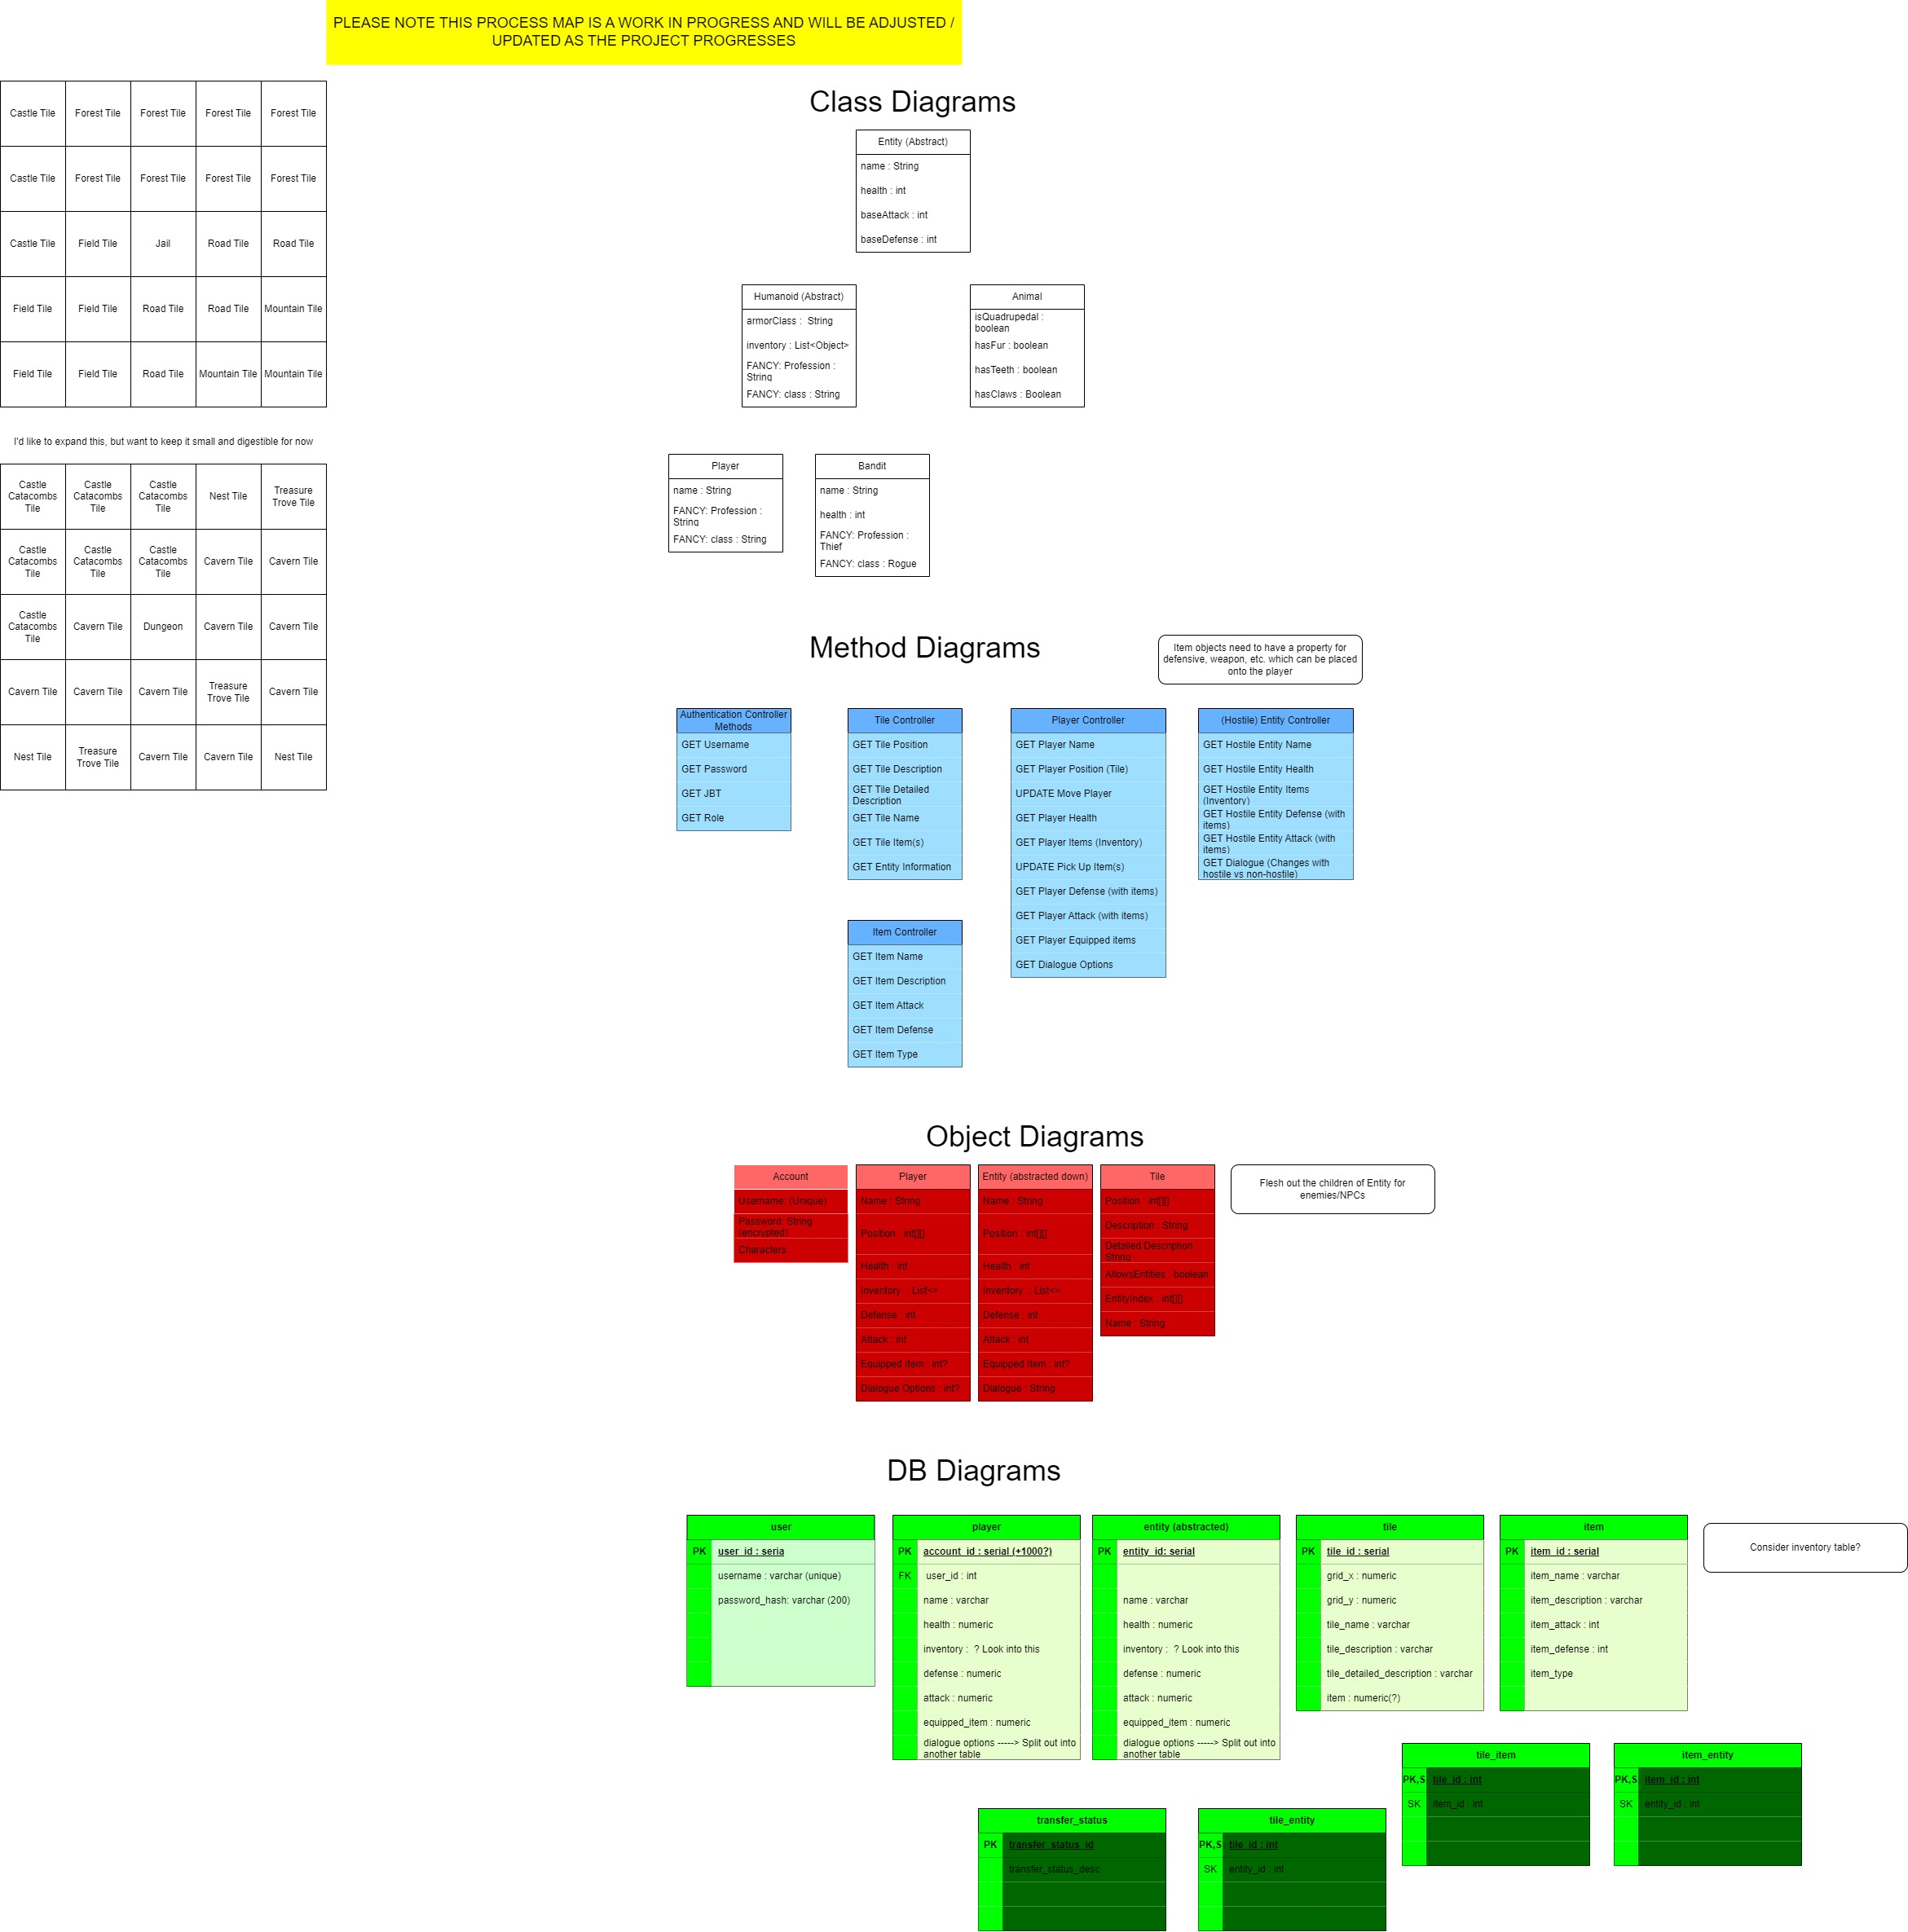 PLEASE NOTE THIS PROCESS MAP IS A WORK IN PROGRESS AND WILL BE ADJUSTED /
UPDATED AS THE PROJECT PROGRESSES
Castle Tile Forest Tile Forest Tile Forest Tile Forest Tile
Castle Tile Forest Tile Forest Tile Forest Tile Forest Tile
Castle Tile Field Tile Jail Road Tile Road Tile
Field Tile Field Tile Road Tile Road Tile Mountain Tile
Field Tile Field Tile Road Tile Mountain Tile Mountain Tile
I'd like to expand this, but want to keep it small and digestible for now
Castle Catacombs Tile Castle Catacombs Tile Castle Catacombs Tile Nest Tile Treasure Trove Tile
Castle Catacombs Tile Castle Catacombs Tile Castle Catacombs Tile Cavern Tile Cavern Tile
Castle Catacombs Tile Cavern Tile Dungeon Cavern Tile Cavern Tile
Cavern Tile Cavern Tile Cavern Tile Treasure Trove Tile Cavern Tile
Nest Tile Treasure Trove Tile Cavern Tile Cavern Tile Nest Tile
Class Diagrams
Entity (Abstract)
name : String
health : int
baseAttack : int
baseDefense : int
Humanoid (Abstract)
armorClass : String
inventory : List<Object>
FANCY: Profession :
String
FANCY: class : String
Animal
isQuadrupedal :
boolean
hasFur : boolean
hasTeeth : boolean
hasClaws : Boolean
Player
name : String
FANCY: Profession :
String
FANCY: class : String
Bandit
name : String
health : int
FANCY: Profession :
Thief
FANCY: class : Rogue
Method Diagrams
Item objects need to have a property for
defensive, weapon, etc. which can be placed
onto the player
Authentication Controller
Methods
GET Username
GET Password
GET JBT
GET Role
Tile Controller
GET Tile Position
GET Tile Description
GET Tile Detailed
Description
GET Tile Name
GET Tile Item(s)
GET Entity Information
Player Controller
GET Player Name
GET Player Position (Tile)
UPDATE Move Player
GET Player Health
GET Player Items (Inventory)
UPDATE Pick Up Item(s)
GET Player Defense (with items)
GET Player Attack (with items)
GET Player Equipped items
GET Dialogue Options
(Hostile) Entity Controller
GET Hostile Entity Name
GET Hostile Entity Health
GET Hostile Entity Items
(Inventory)
GET Hostile Entity Defense (with
items)
GET Hostile Entity Attack (with
items)
GET Dialogue (Changes with
hostile vs non-hostile)
Item Controller
GET Item Name
GET Item Description
GET Item Attack
GET Item Defense
GET Item Type
Object Diagrams
Account
Username: (Unique)
Password: String
(encrypted)
Characters
Player
Name : String
Position : int[][]
Health : int
Inventory : List<>
Defense : int
Attack : int
Equipped Item : int?
Dialogue Options : int?
Entity (abstracted down)
Name : String
Position : int[][]
Health : int
Inventory : List<>
Defense : int
Attack : int
Equipped Item : int?
Dialogue : String
Tile
Position : int[][]
Description : String
Detailed Description :
String
AllowsEntities : boolean
EntityIndex : int[][]
Name : String
Flesh out the children of Entity for
enemies/NPCs
DB Diagrams
user
PK user_id : seria
username : varchar (unique)
password_hash: varchar (200)
player
PK account_id : serial (+1000?)
FK user_id : int
name : varchar
health : numeric
inventory : ? Look into this
defense : numeric
attack : numeric
equipped_item : numeric
dialogue options -----> Split out into
another table
entity (abstracted)
PK entity_id: serial
name : varchar
health : numeric
inventory : ? Look into this
defense : numeric
attack : numeric
equipped_item : numeric
dialogue options -----> Split out into
another table
tile
PK tile_id : serial
grid_x : numeric
grid_y : numeric
tile_name : varchar
tile_description : varchar
tile_detailed_description : varchar
item : numeric(?)
item
PK item_id : serial
item_name : varchar
item_description : varchar
item_attack : int
item_defense : int
item_type
Consider inventory table?
tile_item
PK,S tile_id : int
SK item_id : int
item_entity
PK,S item_id : int
SK entity_id : int
transfer_status
PK transfer_status_id
transfer_status_desc
tile_entity
PK,S tile_id : int
SK entity_id : int